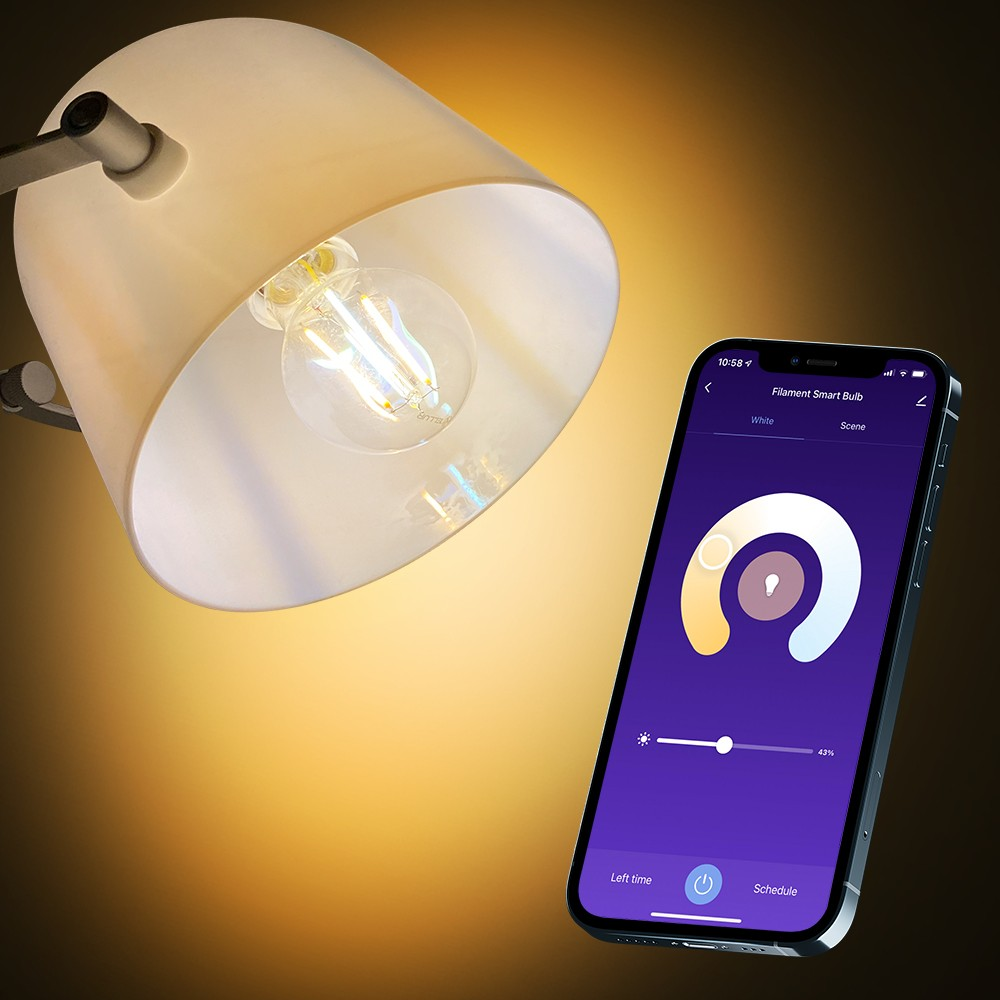 10:58
Filament Smart Bulb
White
Scene
43%
Left time
Schedule